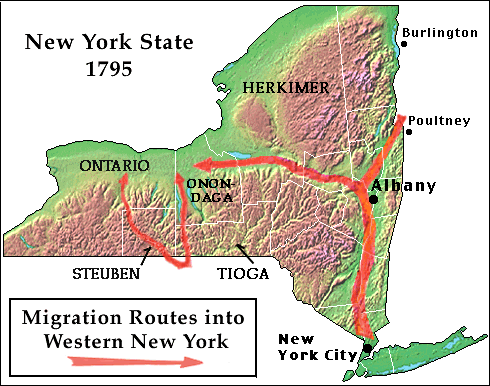 New York State
1795
Burlington
HERKIMER
Poultney
ONTARIO
ONON-
DAGA
Albany
STEUBEN
TIOGA
Migration Routes into
Western New York
New
York City